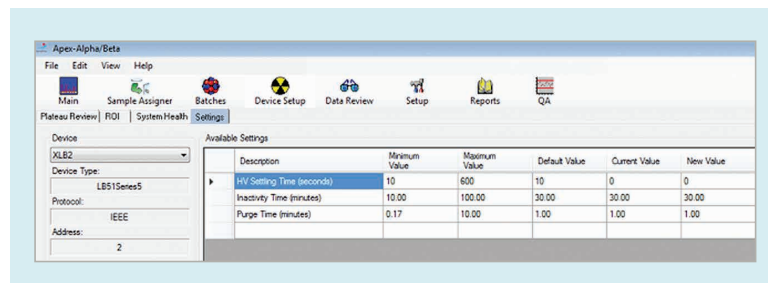 Apex-Alpha/Beta
File Edit View Help
Main Sample Assigner Batches Device Setup Data Review Setup Reports QA
Plateau Review ROI System Health Settings
Device
XLB2
Device Type:
LB51Series5
Protocol:
IEEE
Address:
2
Available Settings
Description Minimum Value Maximum Value Default Value Current Value New Value
HV Settling Time (seconds) 10 600 10 0 0
Inactivity Time (minutes) 10.00 100.00 30.00 30.00 30.00
Purge Time (minutes) 0.17 10.00 1.00 1.00 1.00